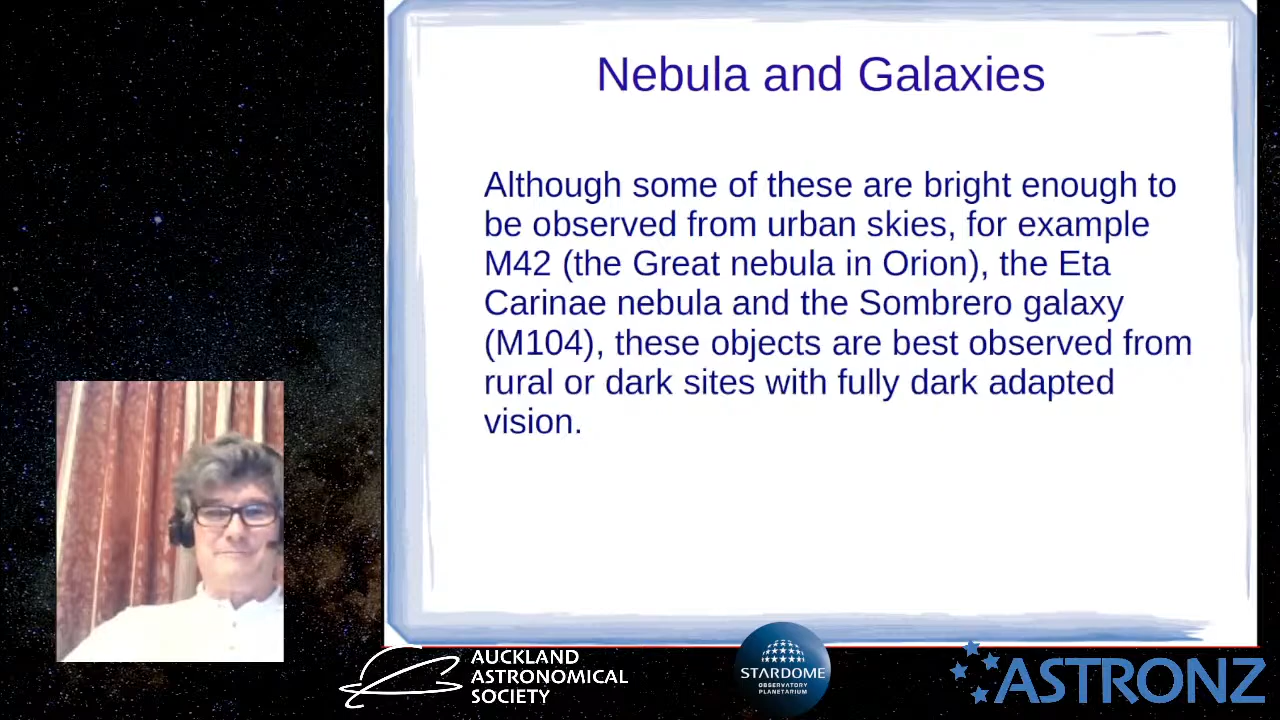 Nebula and Galaxies
Although some of these are bright enough to
be observed from urban skies, for example
M42 (the Great nebula in Orion), the Eta
Carinae nebula and the Sombrero galaxy
(M104), these objects are best observed from
rural or dark sites with fully dark adapted
vision.
AUCKLAND
ASTRONOMICAL
SOCIETY
STARDOME
OBSERVATORY
PLANETARIUM
ASTRONZ